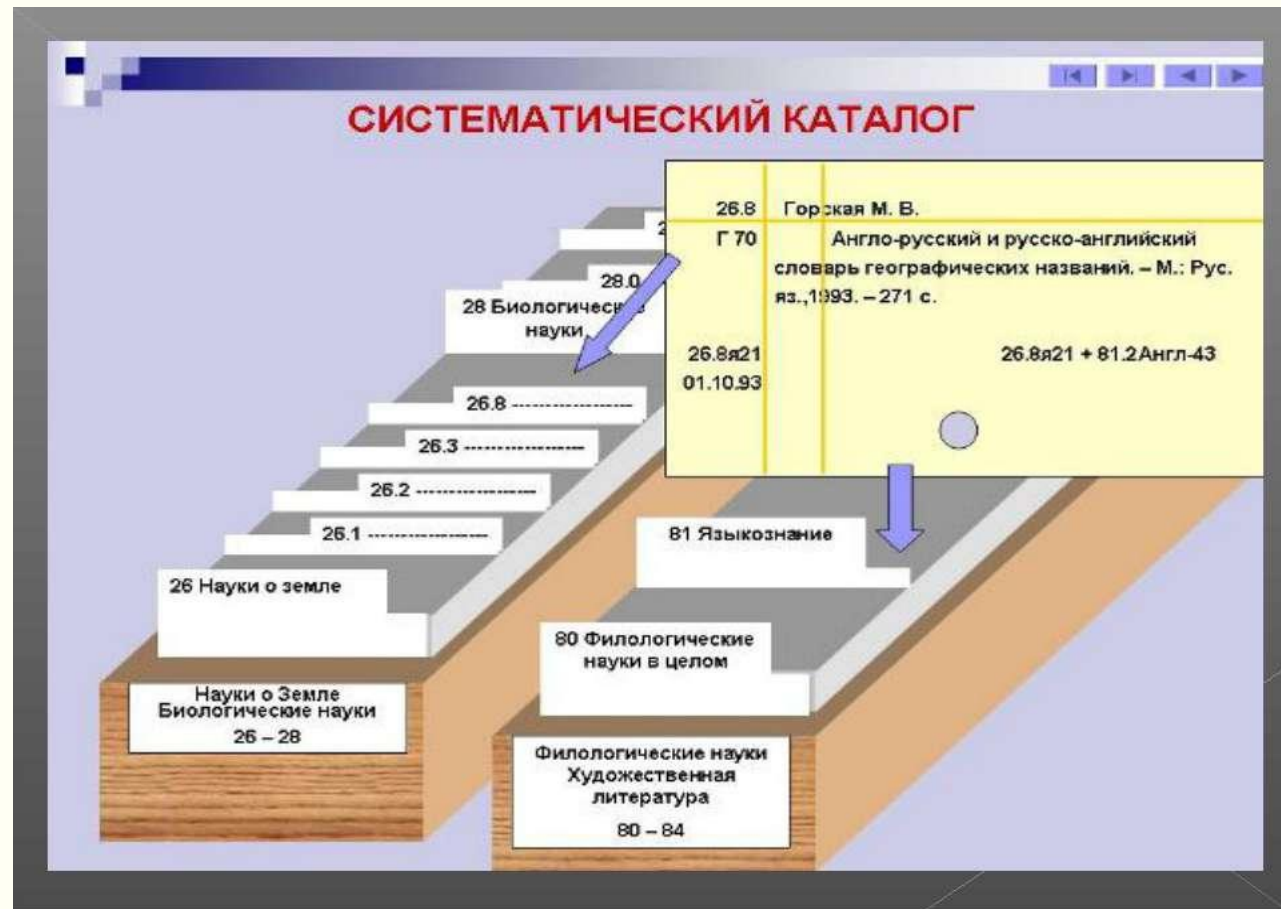 СИСТЕМАТИЧЕСКИЙ КАТАЛОГ
26.8 Горская М. В.
Г 70 Англо-русский и русско-английский
словарь географических названий. – М.: Рус.
яз.,1993. – 271 с.
26.8я21 26.8я21 + 81.2Англ-43
01.10.93
28.0
28 Биологические
науки
26.8 -------------------
26.3 -------------------
26.2 -------------------
26.1 -------------------
26 Науки о земле
Науки о Земле
Биологические науки
26 – 28
81 Языкознание
80 Филологические
науки в целом
Филологические науки
Художественная
литература
80 – 84